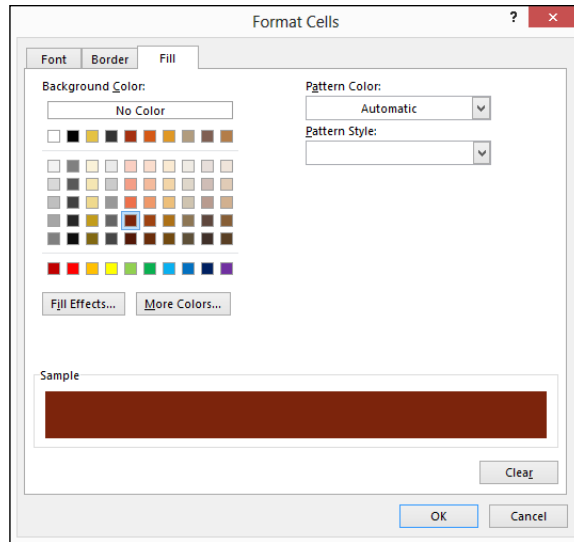 Format Cells
?
Font Border Fill
Background Color:
No Color
Pattern Color:
Automatic
Pattern Style:
Fill Effects...
More Colors...
Sample
Clear
OK
Cancel